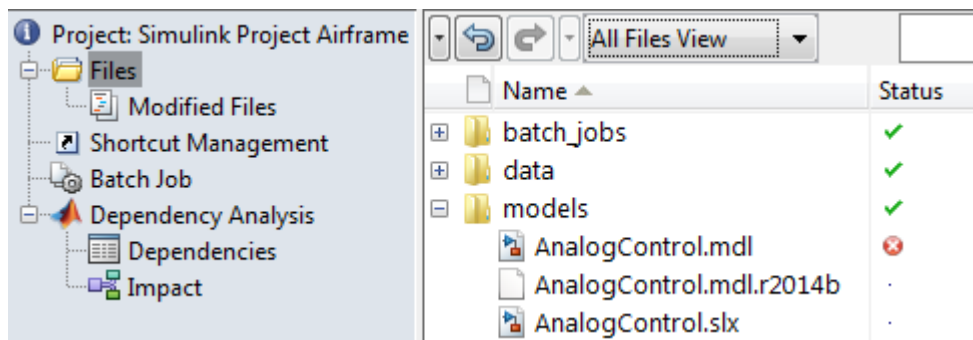 Project: Simulink Project Airframe
Files
Modified Files
Shortcut Management
Batch Job
Dependency Analysis
Dependencies
Impact
All Files View
Name Status
batch_jobs
data
models
AnalogControl.mdl
AnalogControl.mdl.r2014b
AnalogControl.slx